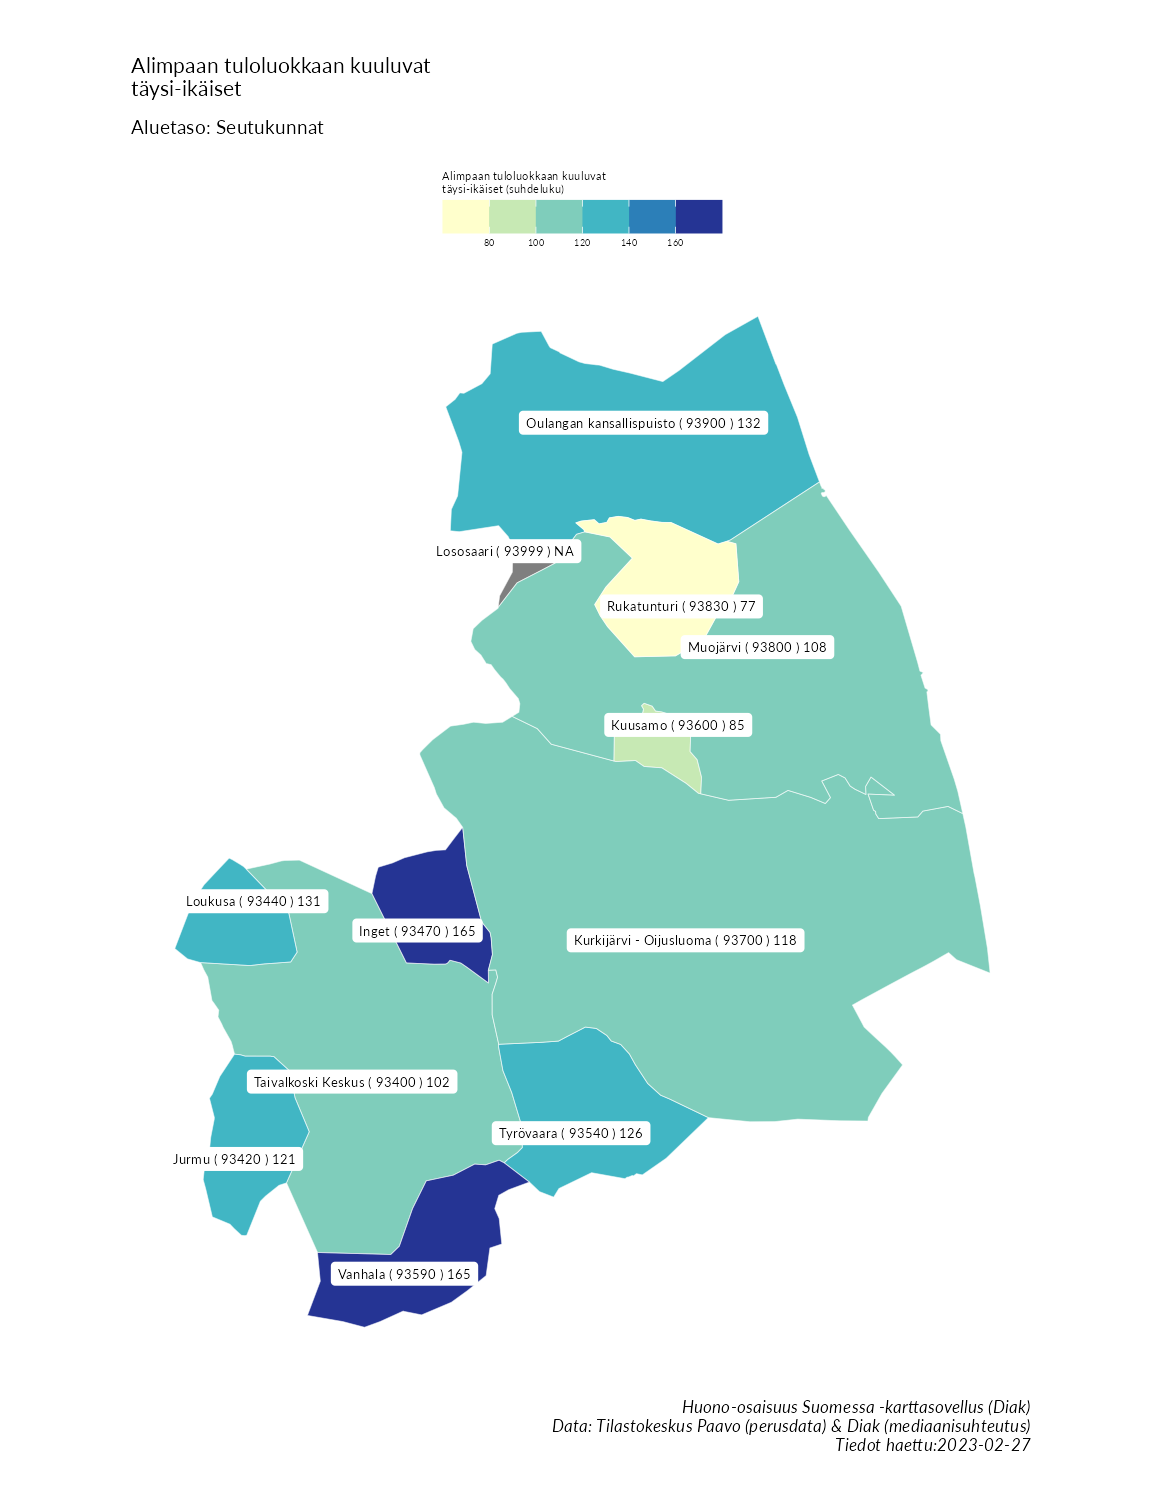 Alimpaan tuloluokkaan kuuluvat
täysi-ikäiset
Aluetaso: Seutukunnat
Alimpaan tuloluokkaan kuuluvat
täysi-ikäiset (suhdeluku)
80 100 120 140 160
Oulangan kansallispuisto ( 93900 ) 132
Lososaari ( 93999 ) NA
Rukatunturi ( 93830 ) 77
Muojärvi ( 93800 ) 108
Kuusamo ( 93600 ) 85
Loukusa ( 93440 ) 131
Inget ( 93470 ) 165
Kurkijärvi - Oijusluoma ( 93700 ) 118
Taivalkoski Keskus ( 93400 ) 102
Tyrövaara ( 93540 ) 126
Jurmu ( 93420 ) 121
Vanhala ( 93590 ) 165
Huono-osaisuus Suomessa -karttasovellus (Diak)
Data: Tilastokeskus Paavo (perusdata) & Diak (mediaanisuhteutus)
Tiedot haettu:2023-02-27